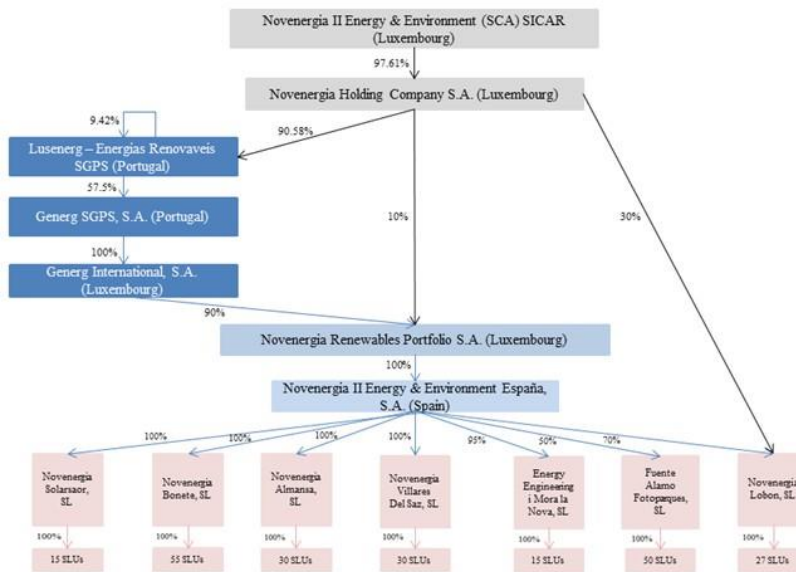 Novenergia II Energy & Environment (SCA) SICAR
(Luxembourg)
97.61%
Novenergia Holding Company S.A. (Luxembourg)
9.42%
90.58%
Lusenerg – Energias Renovaveis
SGPS (Portugal)
57.5%
Generg SGPS, S.A. (Portugal)
10%
30%
100%
Generg International, S.A.
(Luxembourg)
90%
Novenergia Renewables Portfolio S.A. (Luxembourg)
100%
Novenergia II Energy & Environment España,
S.A. (Spain)
100%
100%
100%
100%
95%
50%
70%
Novenergia
Solarsaor,
SL
Novenergia
Bonete, SL
Novenergia
Almansa,
SL
Novenergia
Villares
Del Saz, SL
Energy
Engineering
i Mora la
Nova, SL
Fuente
Alamo
Fotoparques,
SL
Novenergia
Lobon, SL
100%
100%
100%
100%
100%
100%
100%
15 SLUs
55 SLUs
30 SLUs
30 SLUs
15 SLUs
50 SLUs
27 SLUs